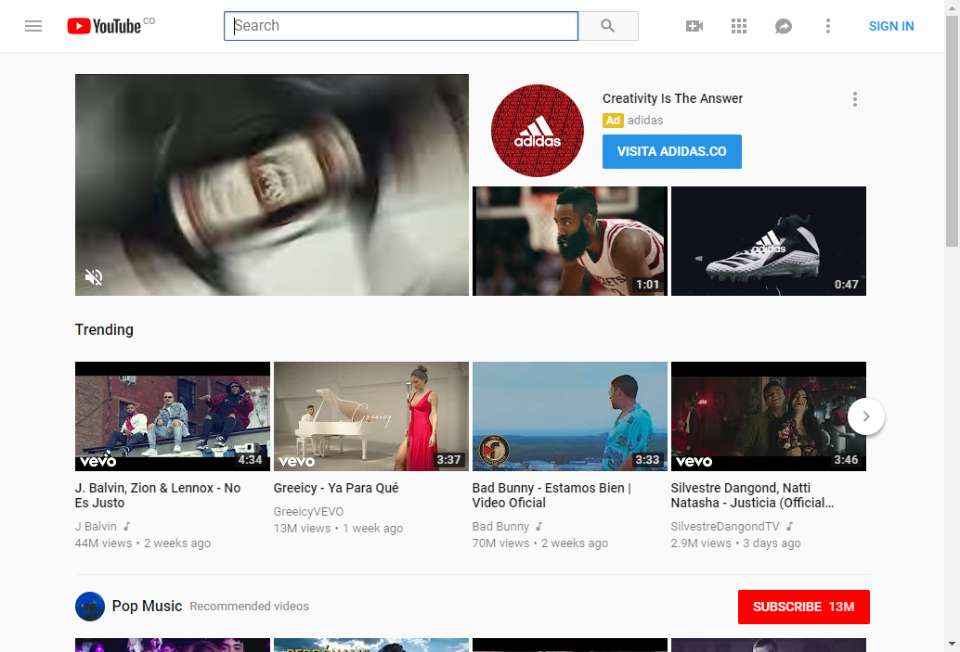 YouTube CO
Search
SIGN IN
Creativity Is The Answer
Ad adidas
VISITA ADIDAS.CO
adidas
1:01
adidas
0:47
Trending
vevo
4:34
Greeicy
vevo
3:37
3:33
vevo
3:46
J. Balvin, Zion & Lennox - No
Es Justo
J Balvin
44M views • 2 weeks ago
Greeicy - Ya Para Qué
GreeicyVEVO
13M views • 1 week ago
Bad Bunny - Estamos Bien |
Video Oficial
Bad Bunny
70M views • 2 weeks ago
Silvestre Dangond, Natti
Natasha - Justicia (Official...
SilvestreDangondTV
2.9M views • 3 days ago
Pop Music Recommended videos
SUBSCRIBE 13M